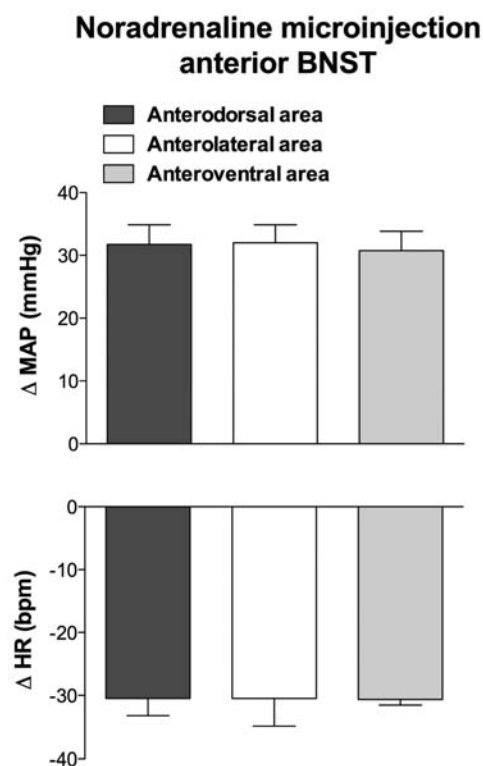 Noradrenaline microinjection
anterior BNST
Anterodorsal area
Anterolateral area
Anteroventral area
40
30
20
10
0
Δ MAP (mmHg)
0
-10
-20
-30
-40
Δ HR (bpm)